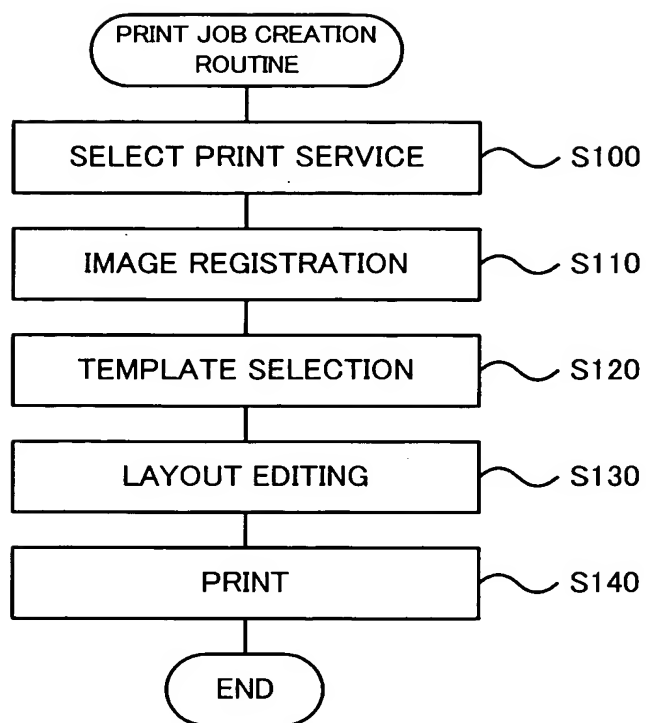 PRINT JOB CREATION
ROUTINE
SELECT PRINT SERVICE S100
IMAGE REGISTRATION S110
TEMPLATE SELECTION S120
LAYOUT EDITING S130
PRINT S140
END